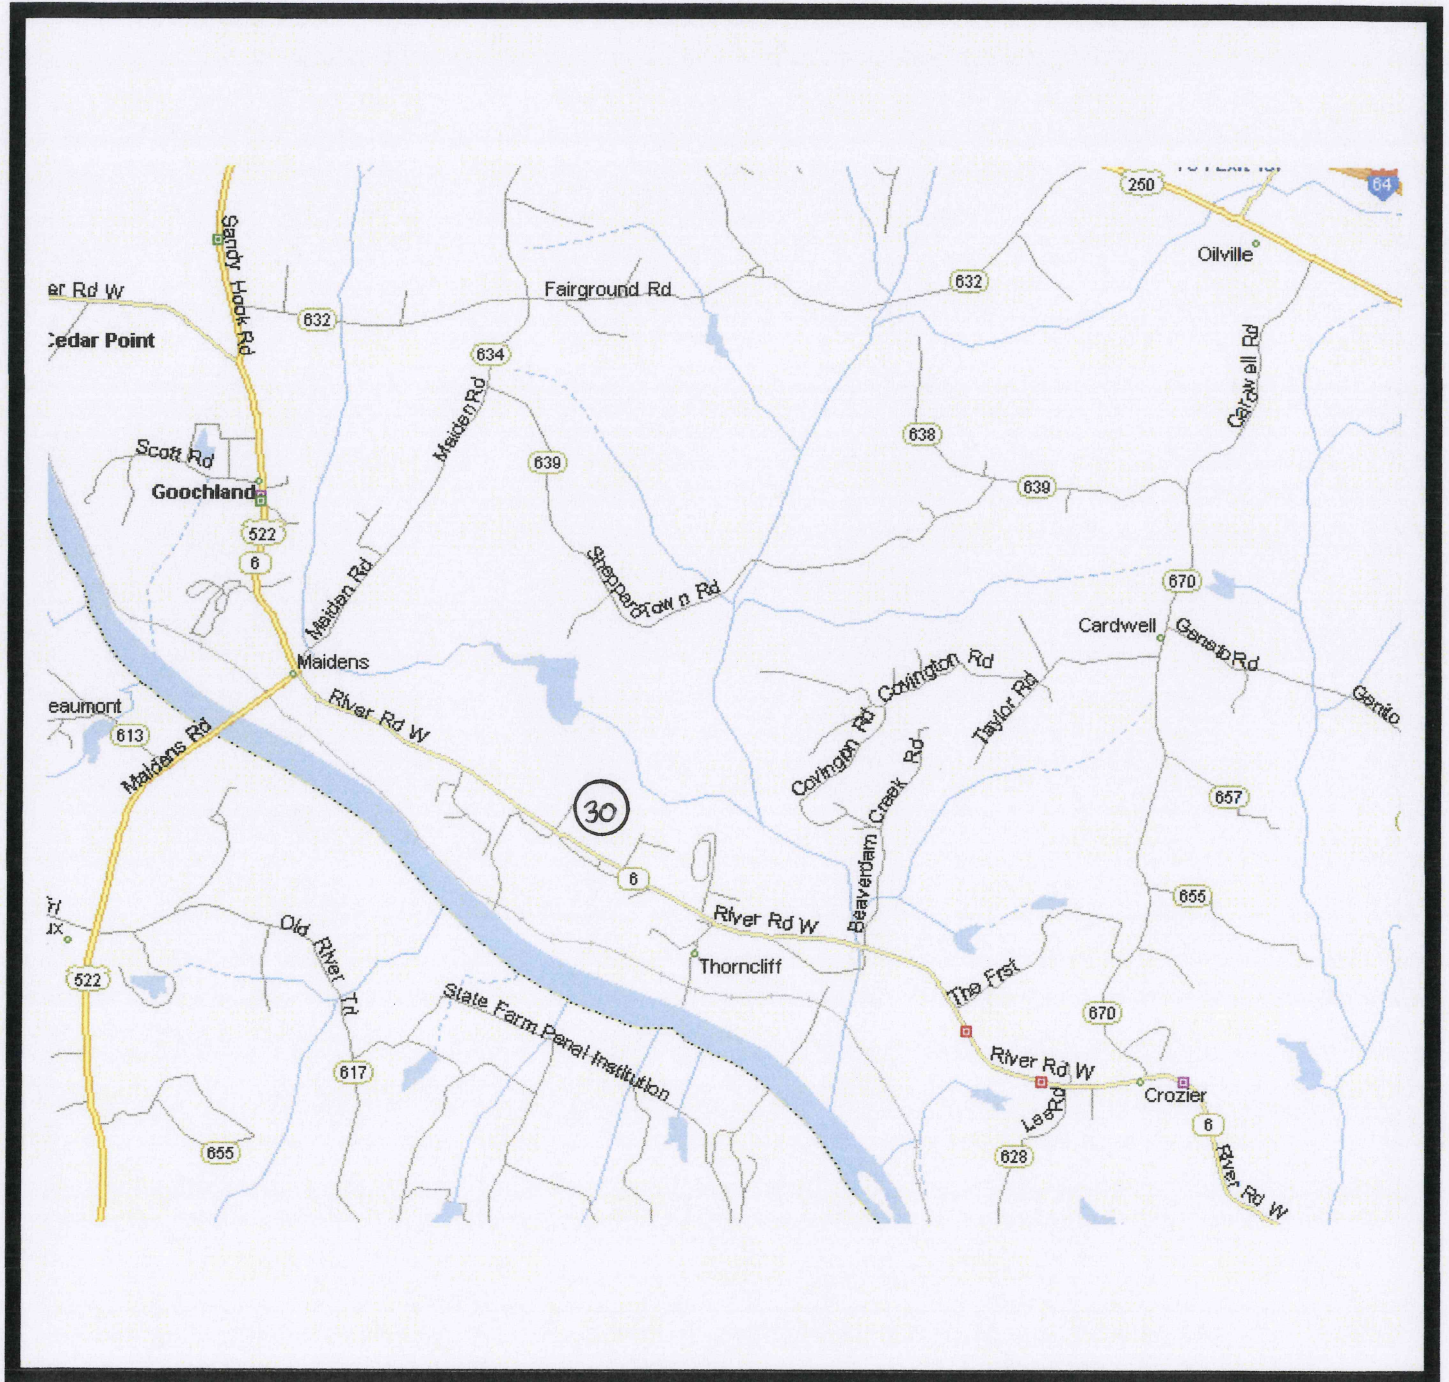 250
64
Oilville
Sandy Hook Rd
er Rd W
632
Fairground Rd
632
Cedar Point
634
Cardwell Rd
Maiden Rd
638
Scott Rd
639
639
Goochland
522
6
Sheppard Town Rd
670
Maiden Rd
Cardwell
Genito Rd
Maidens
Covington Rd
Taylor Rd
Genito
eaumont
River Rd W
613
Maidens Rd
Covington Rd
Beaverdam Creek Rd
657
30
6
655
River Rd W
Old River Trl
Thorncliff
522
State Farm Penal Institution
The Frst
670
617
River Rd W
Crozier
Lee Rd
6
655
628
River Rd W